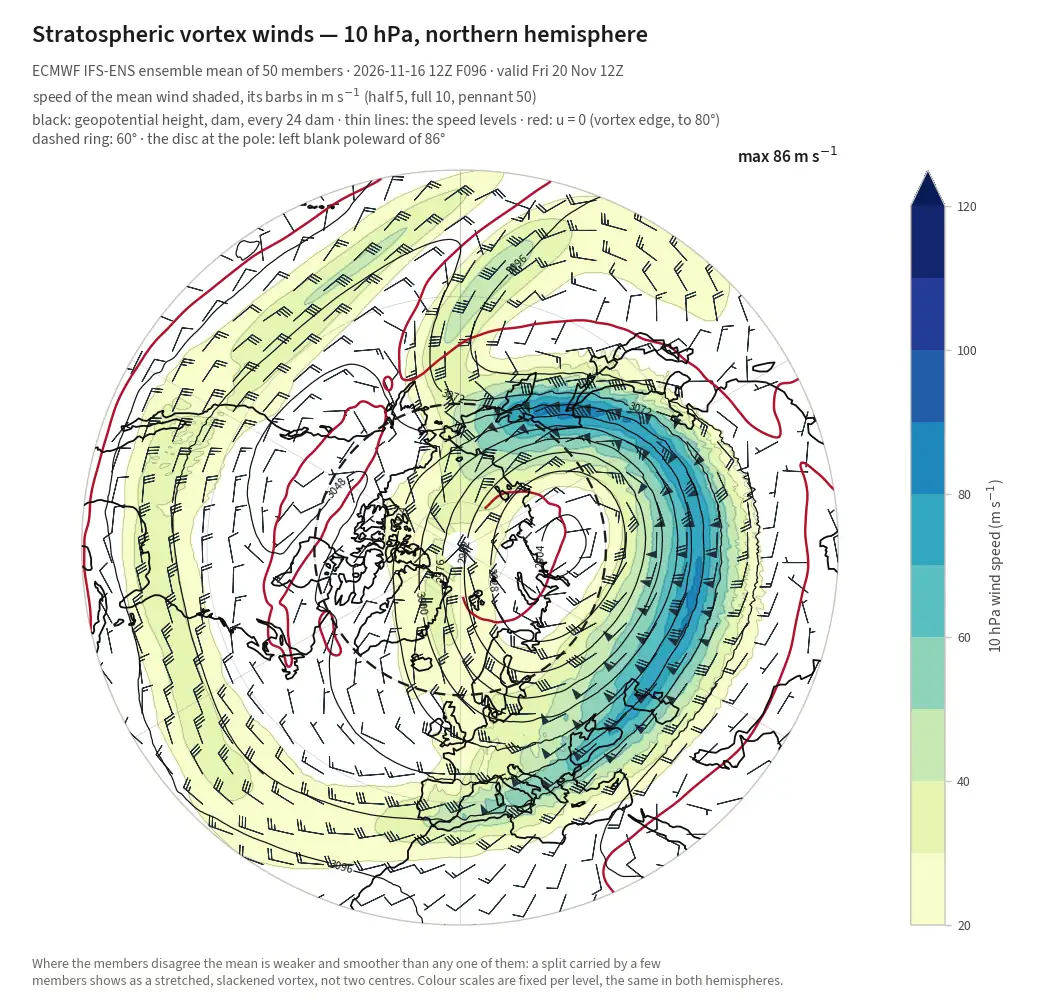 Stratospheric vortex winds — 10 hPa, northern hemisphere
ECMWF IFS-ENS ensemble mean of 50 members · 2026-11-16 12Z F096 · valid Fri 20 Nov 12Z
speed of the mean wind shaded, its barbs in m s⁻¹ (half 5, full 10, pennant 50)
black: geopotential height, dam, every 24 dam · thin lines: the speed levels · red: u = 0 (vortex edge, to 80°)
dashed ring: 60° · the disc at the pole: left blank poleward of 86°
max 86 m s⁻¹
120
100
80
60
40
20
10 hPa wind speed (m s⁻¹)
3096
3072
3048
3096
Where the members disagree the mean is weaker and smoother than any one of them: a split carried by a few
members shows as a stretched, slackened vortex, not two centres. Colour scales are fixed per level, the same in both hemispheres.